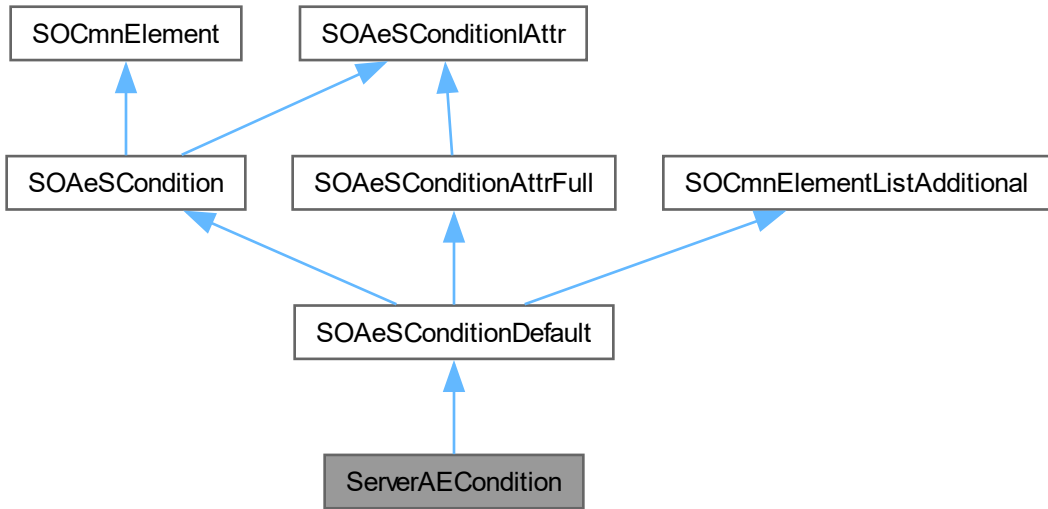 SOCmnElement
SOAeSConditionIAttr
SOAeSCondition
SOAeSConditionAttrFull
SOCmnElementListAdditional
SOAeSConditionDefault
ServerAECondition